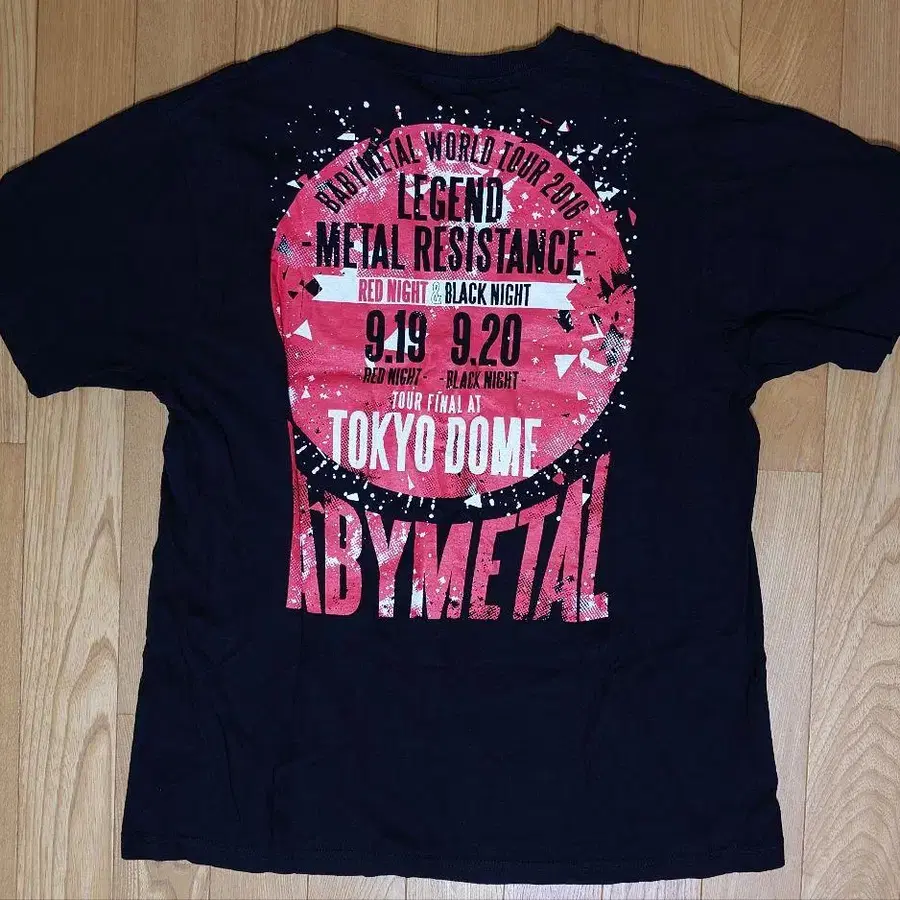 BABYMETAL WORLD TOUR 2016
LEGEND
-METAL RESISTANCE-
RED NIGHT & BLACK NIGHT
9.19 9.20
-RED NIGHT- -BLACK NIGHT-
TOUR FINAL AT
TOKYO DOME
BABYMETAL